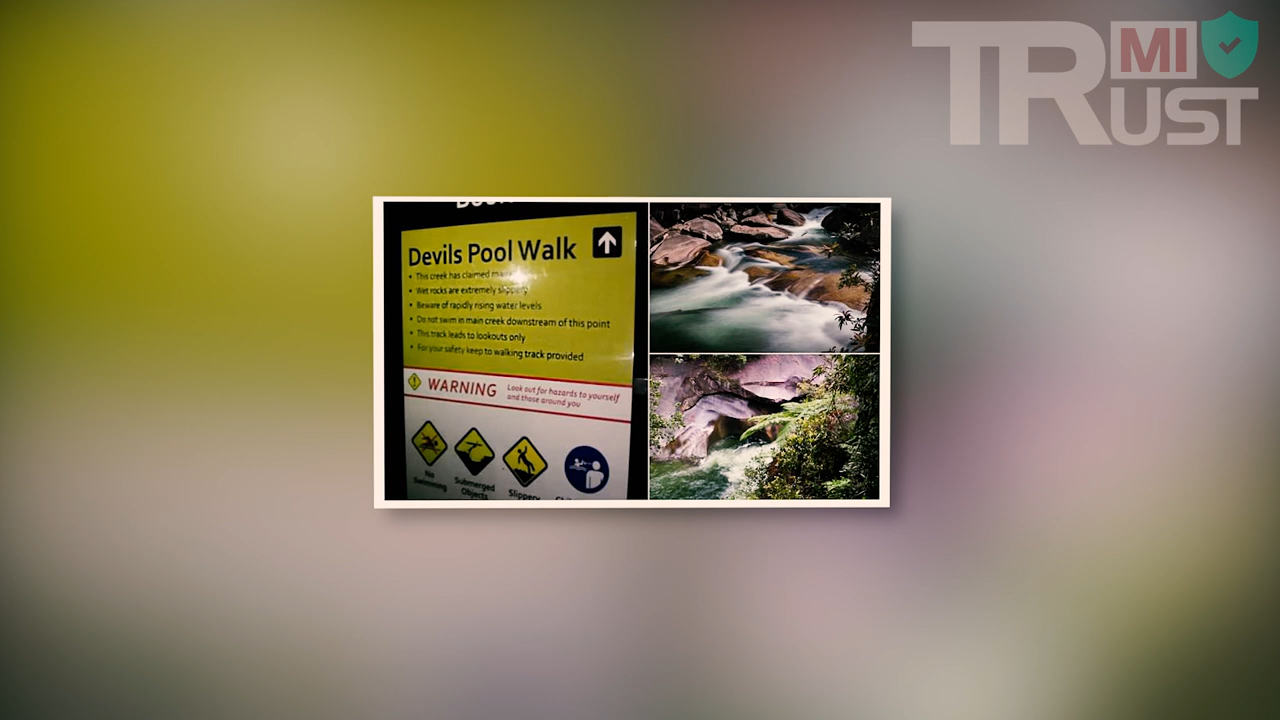 TRUST
MI
Devils Pool Walk
• This creek has claimed
• Wet rocks are extremely slippery
• Beware of rapidly rising water levels
• Do not swim in main creek downstream of this point
• This track leads to lookouts only
• For your safety keep to walking track provided
WARNING
Look out for hazards to yourself
and those around you
No
Swimming
Submerged
Objects
Slippery